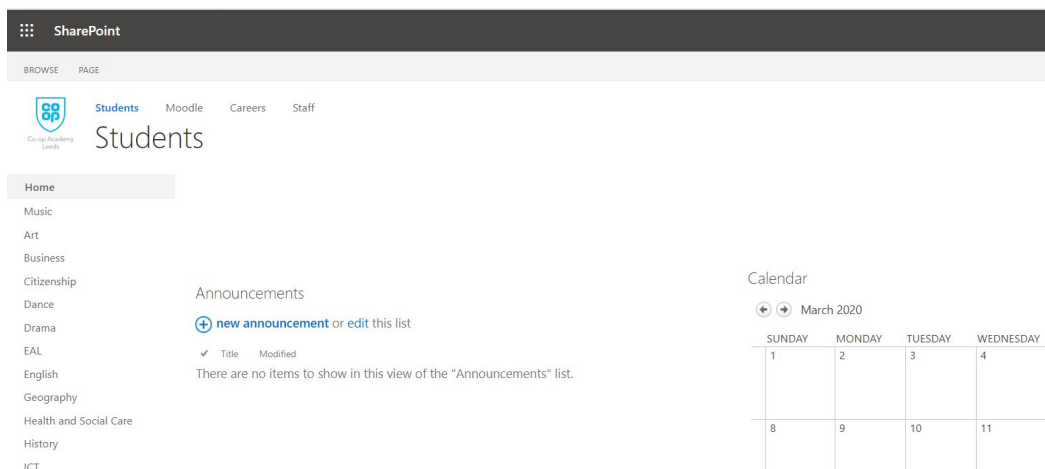 SharePoint
BROWSE PAGE
co
op
Co-op Academy
Leeds
Students Moodle Careers Staff
Students
Home
Music
Art
Business
Citizenship
Dance
Drama
EAL
English
Geography
Health and Social Care
History
ICT
Announcements
new announcement or edit this list
Title Modified
There are no items to show in this view of the "Announcements" list.
Calendar
March 2020
SUNDAY MONDAY TUESDAY WEDNESDAY
1 2 3 4
8 9 10 11